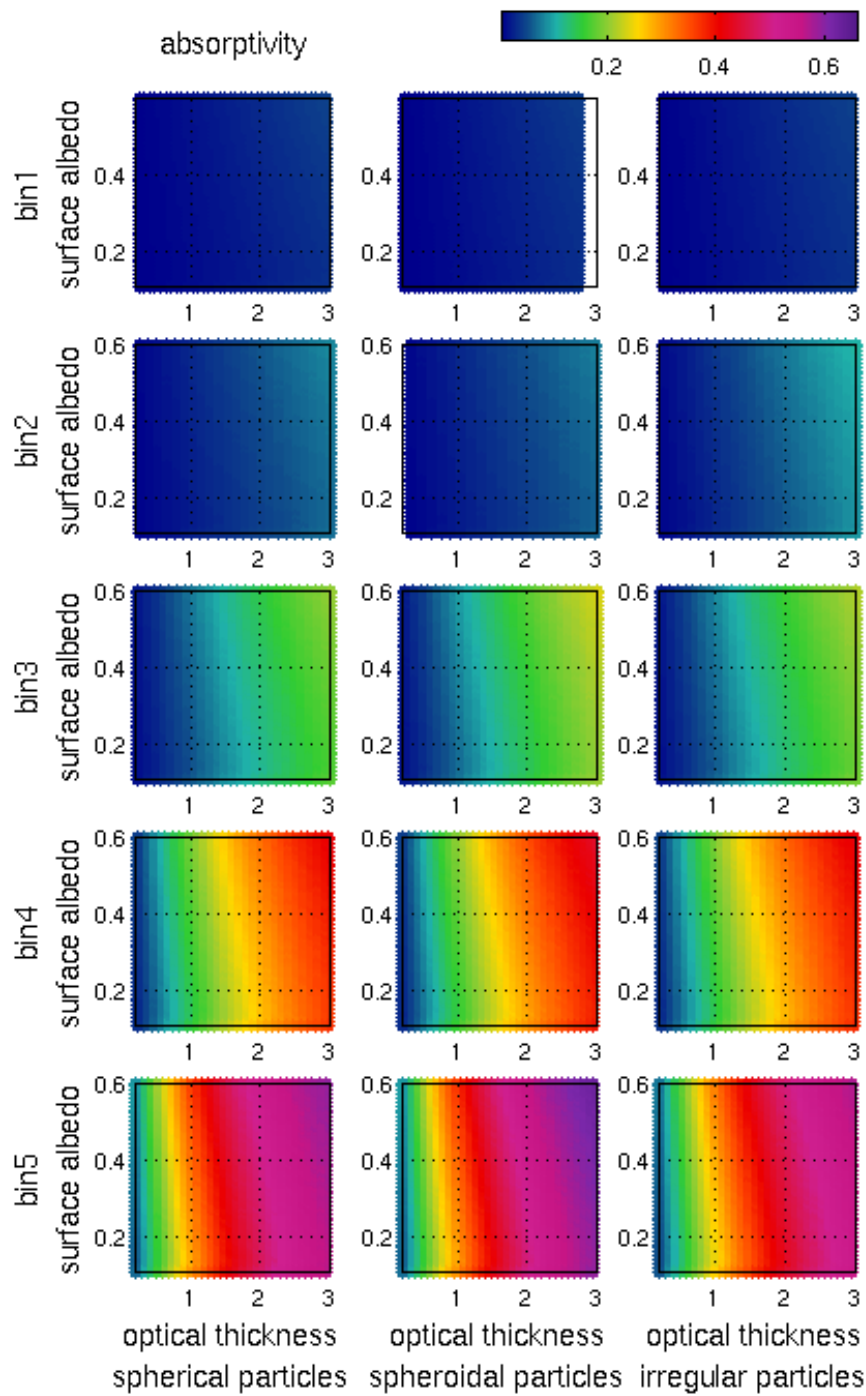 absorptivity
0.2 0.4 0.6
bin1
surface albedo
0.4
0.2
0.4
0.2
0.4
0.2
1 2 3
1 2 3
1 2 3
bin2
surface albedo
0.6
0.4
0.2
0.6
0.4
0.2
0.6
0.4
0.2
1 2 3
1 2 3
1 2 3
bin3
surface albedo
0.6
0.4
0.2
0.6
0.4
0.2
0.6
0.4
0.2
1 2 3
1 2 3
1 2 3
bin4
surface albedo
0.6
0.4
0.2
0.6
0.4
0.2
0.6
0.4
0.2
1 2 3
1 2 3
1 2 3
bin5
surface albedo
0.6
0.4
0.2
0.6
0.4
0.2
0.6
0.4
0.2
1 2 3
1 2 3
1 2 3
optical thickness
spherical particles
optical thickness
spheroidal particles
optical thickness
irregular particles